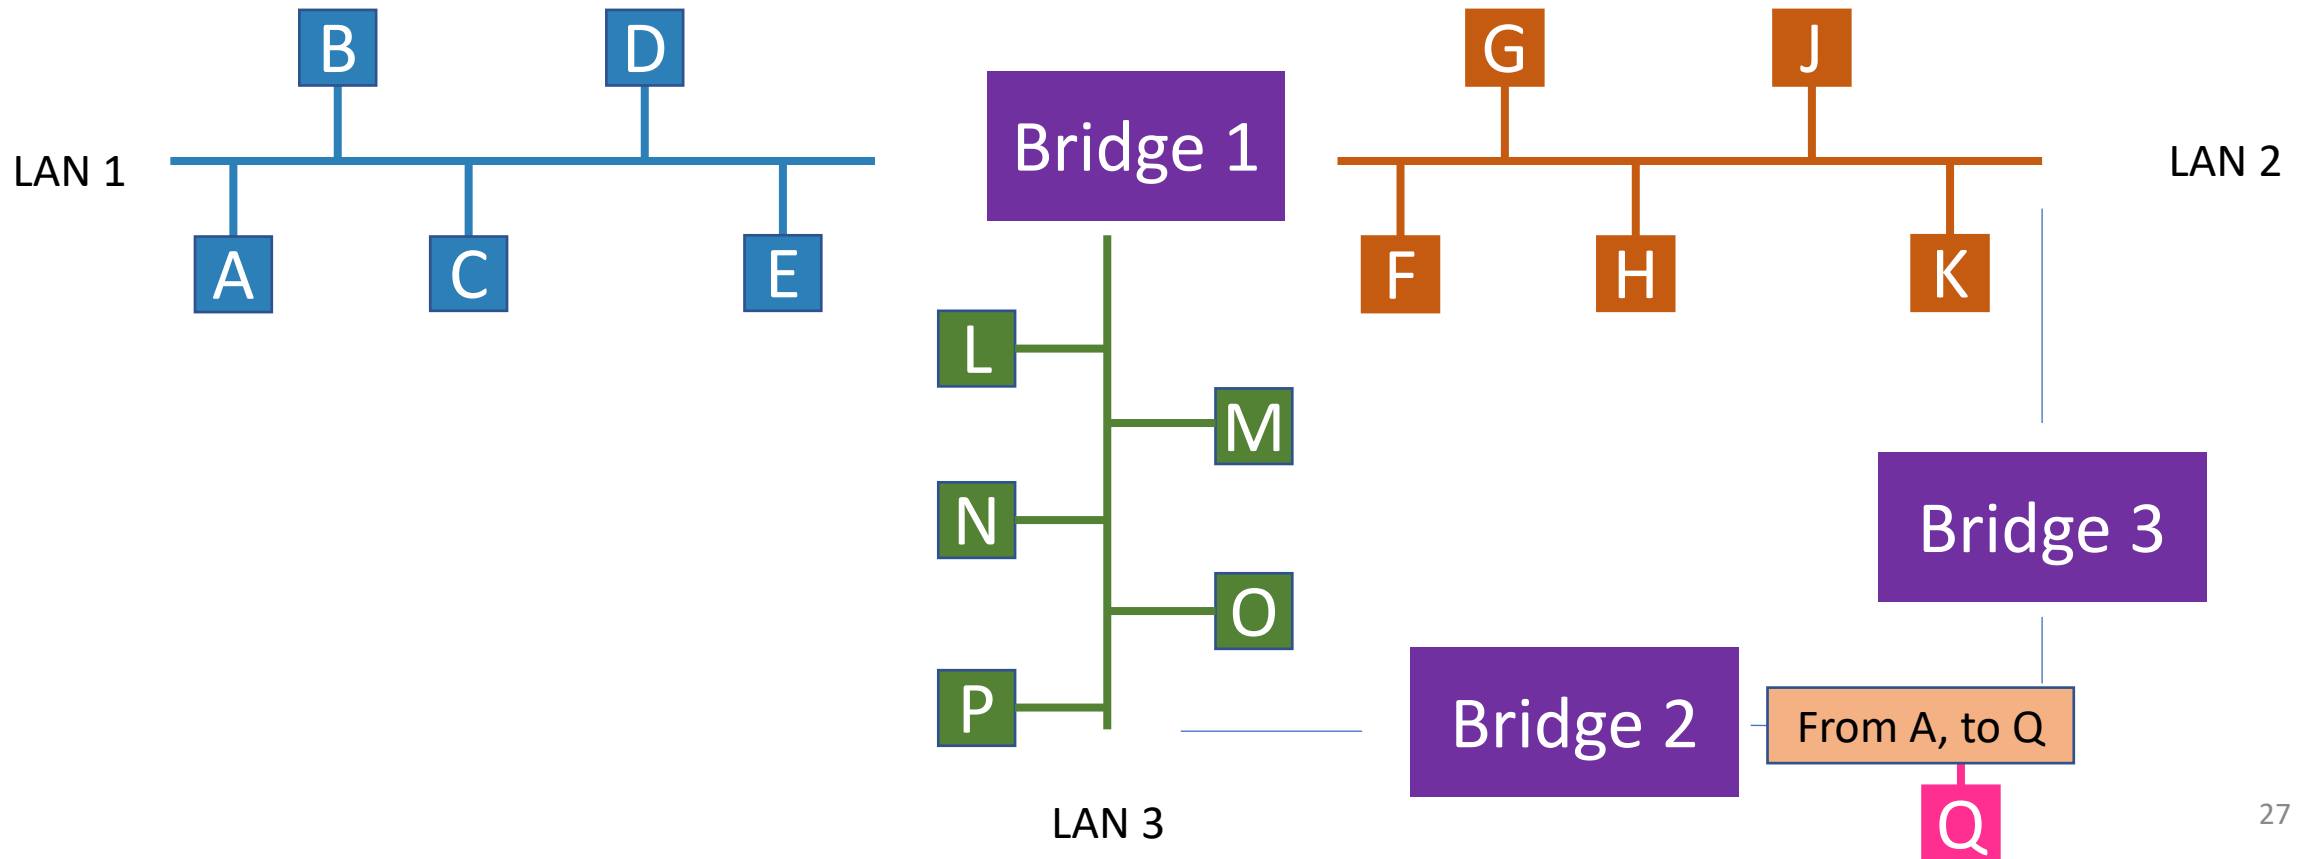 B
D
G
J
Bridge 1
LAN 1
LAN 2
A
C
E
F
H
K
L
M
N
Bridge 3
O
P
Bridge 2
From A, to Q
LAN 3
Q
27